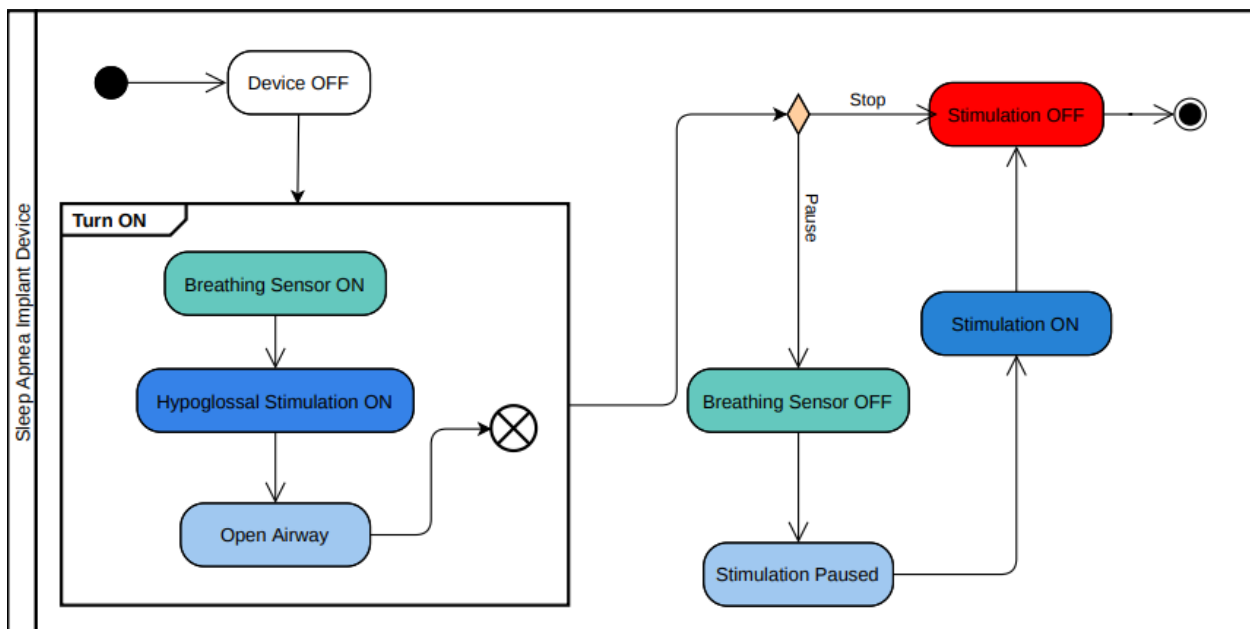 Sleep Apnea Implant Device
Device OFF
Turn ON
Breathing Sensor ON
Hypoglossal Stimulation ON
Open Airway
Stop
Pause
Stimulation OFF
Stimulation ON
Breathing Sensor OFF
Stimulation Paused